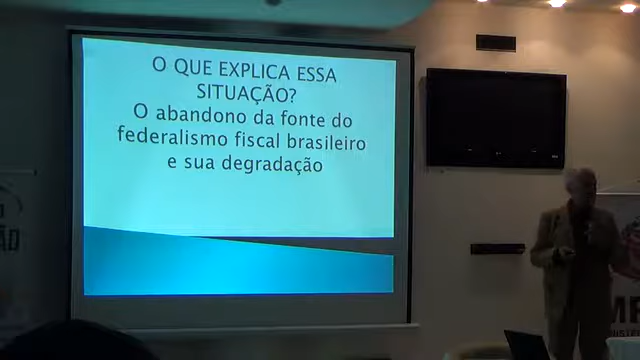 O QUE EXPLICA ESSA
SITUAÇÃO?
O abandono da fonte do
federalismo fiscal brasileiro
e sua degradação